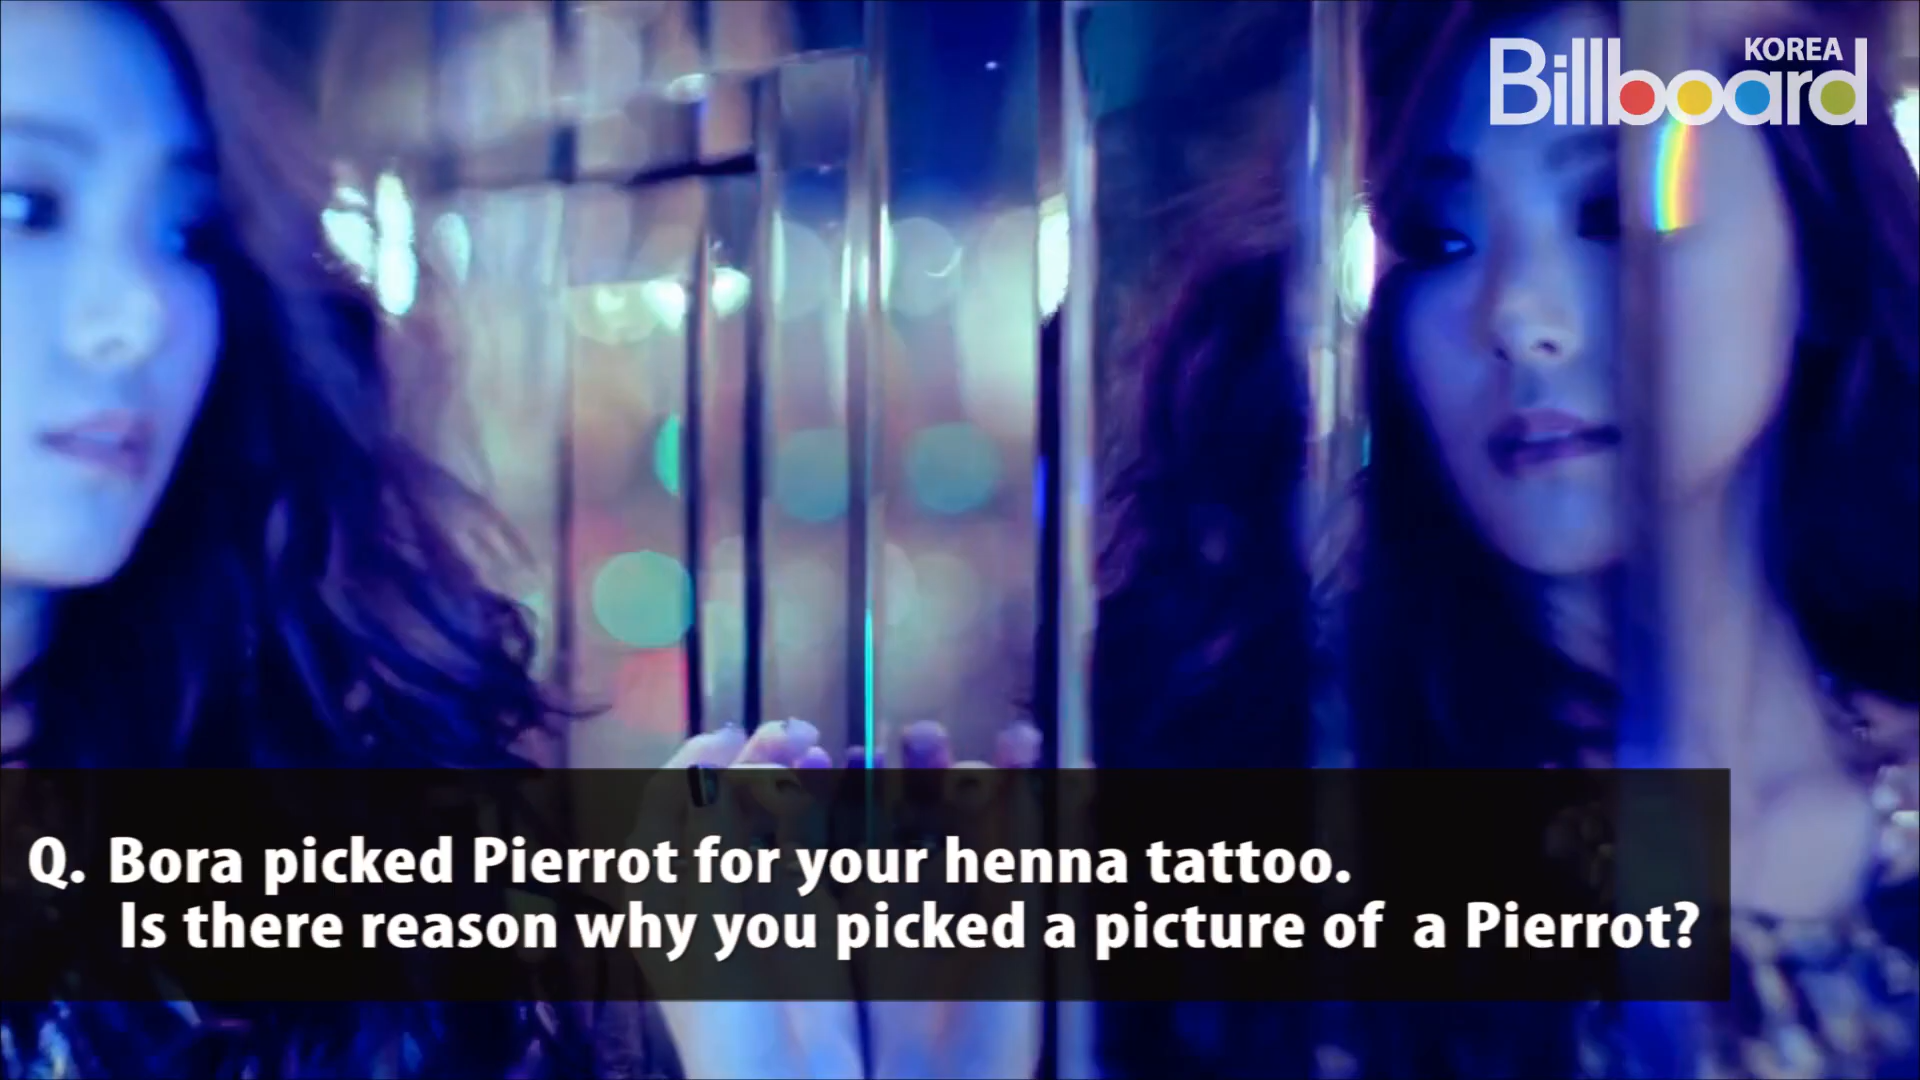 KOREA
Billboard
Q. Bora picked Pierrot for your henna tattoo.
Is there reason why you picked a picture of a Pierrot?